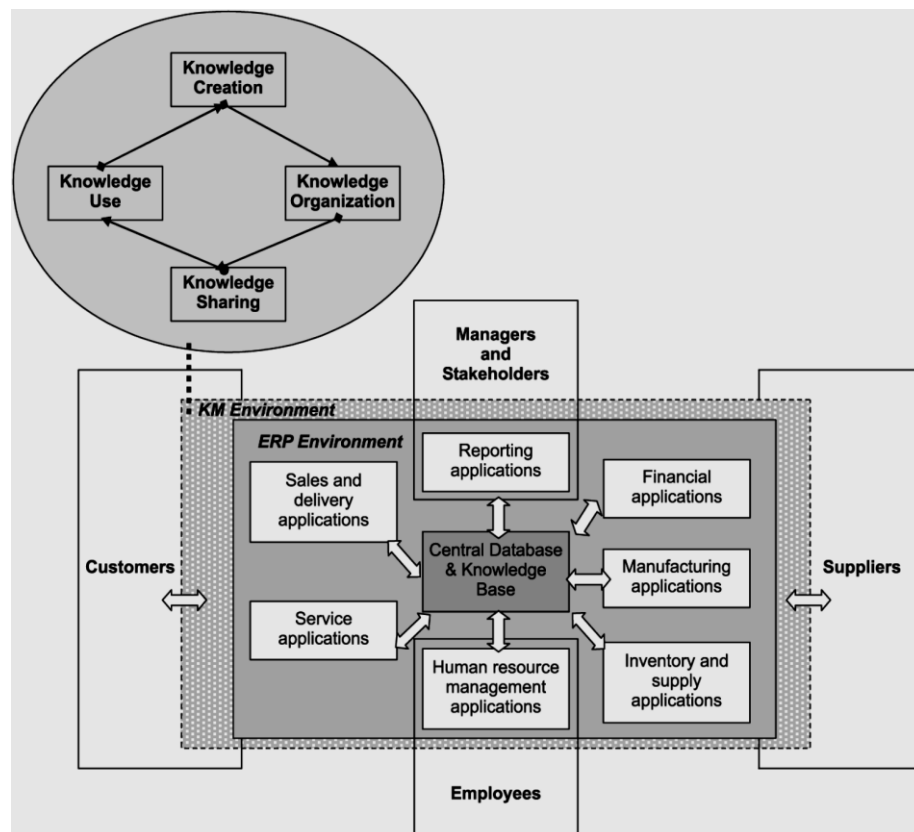 Knowledge
Creation
Knowledge
Use
Knowledge
Organization
Knowledge
Sharing
Managers
and
Stakeholders
KM Environment
ERP Environment
Reporting
applications
Sales and
delivery
applications
Financial
applications
Central Database
& Knowledge
Base
Customers
Manufacturing
applications
Suppliers
Service
applications
Human resource
management
applications
Inventory and
supply
applications
Employees